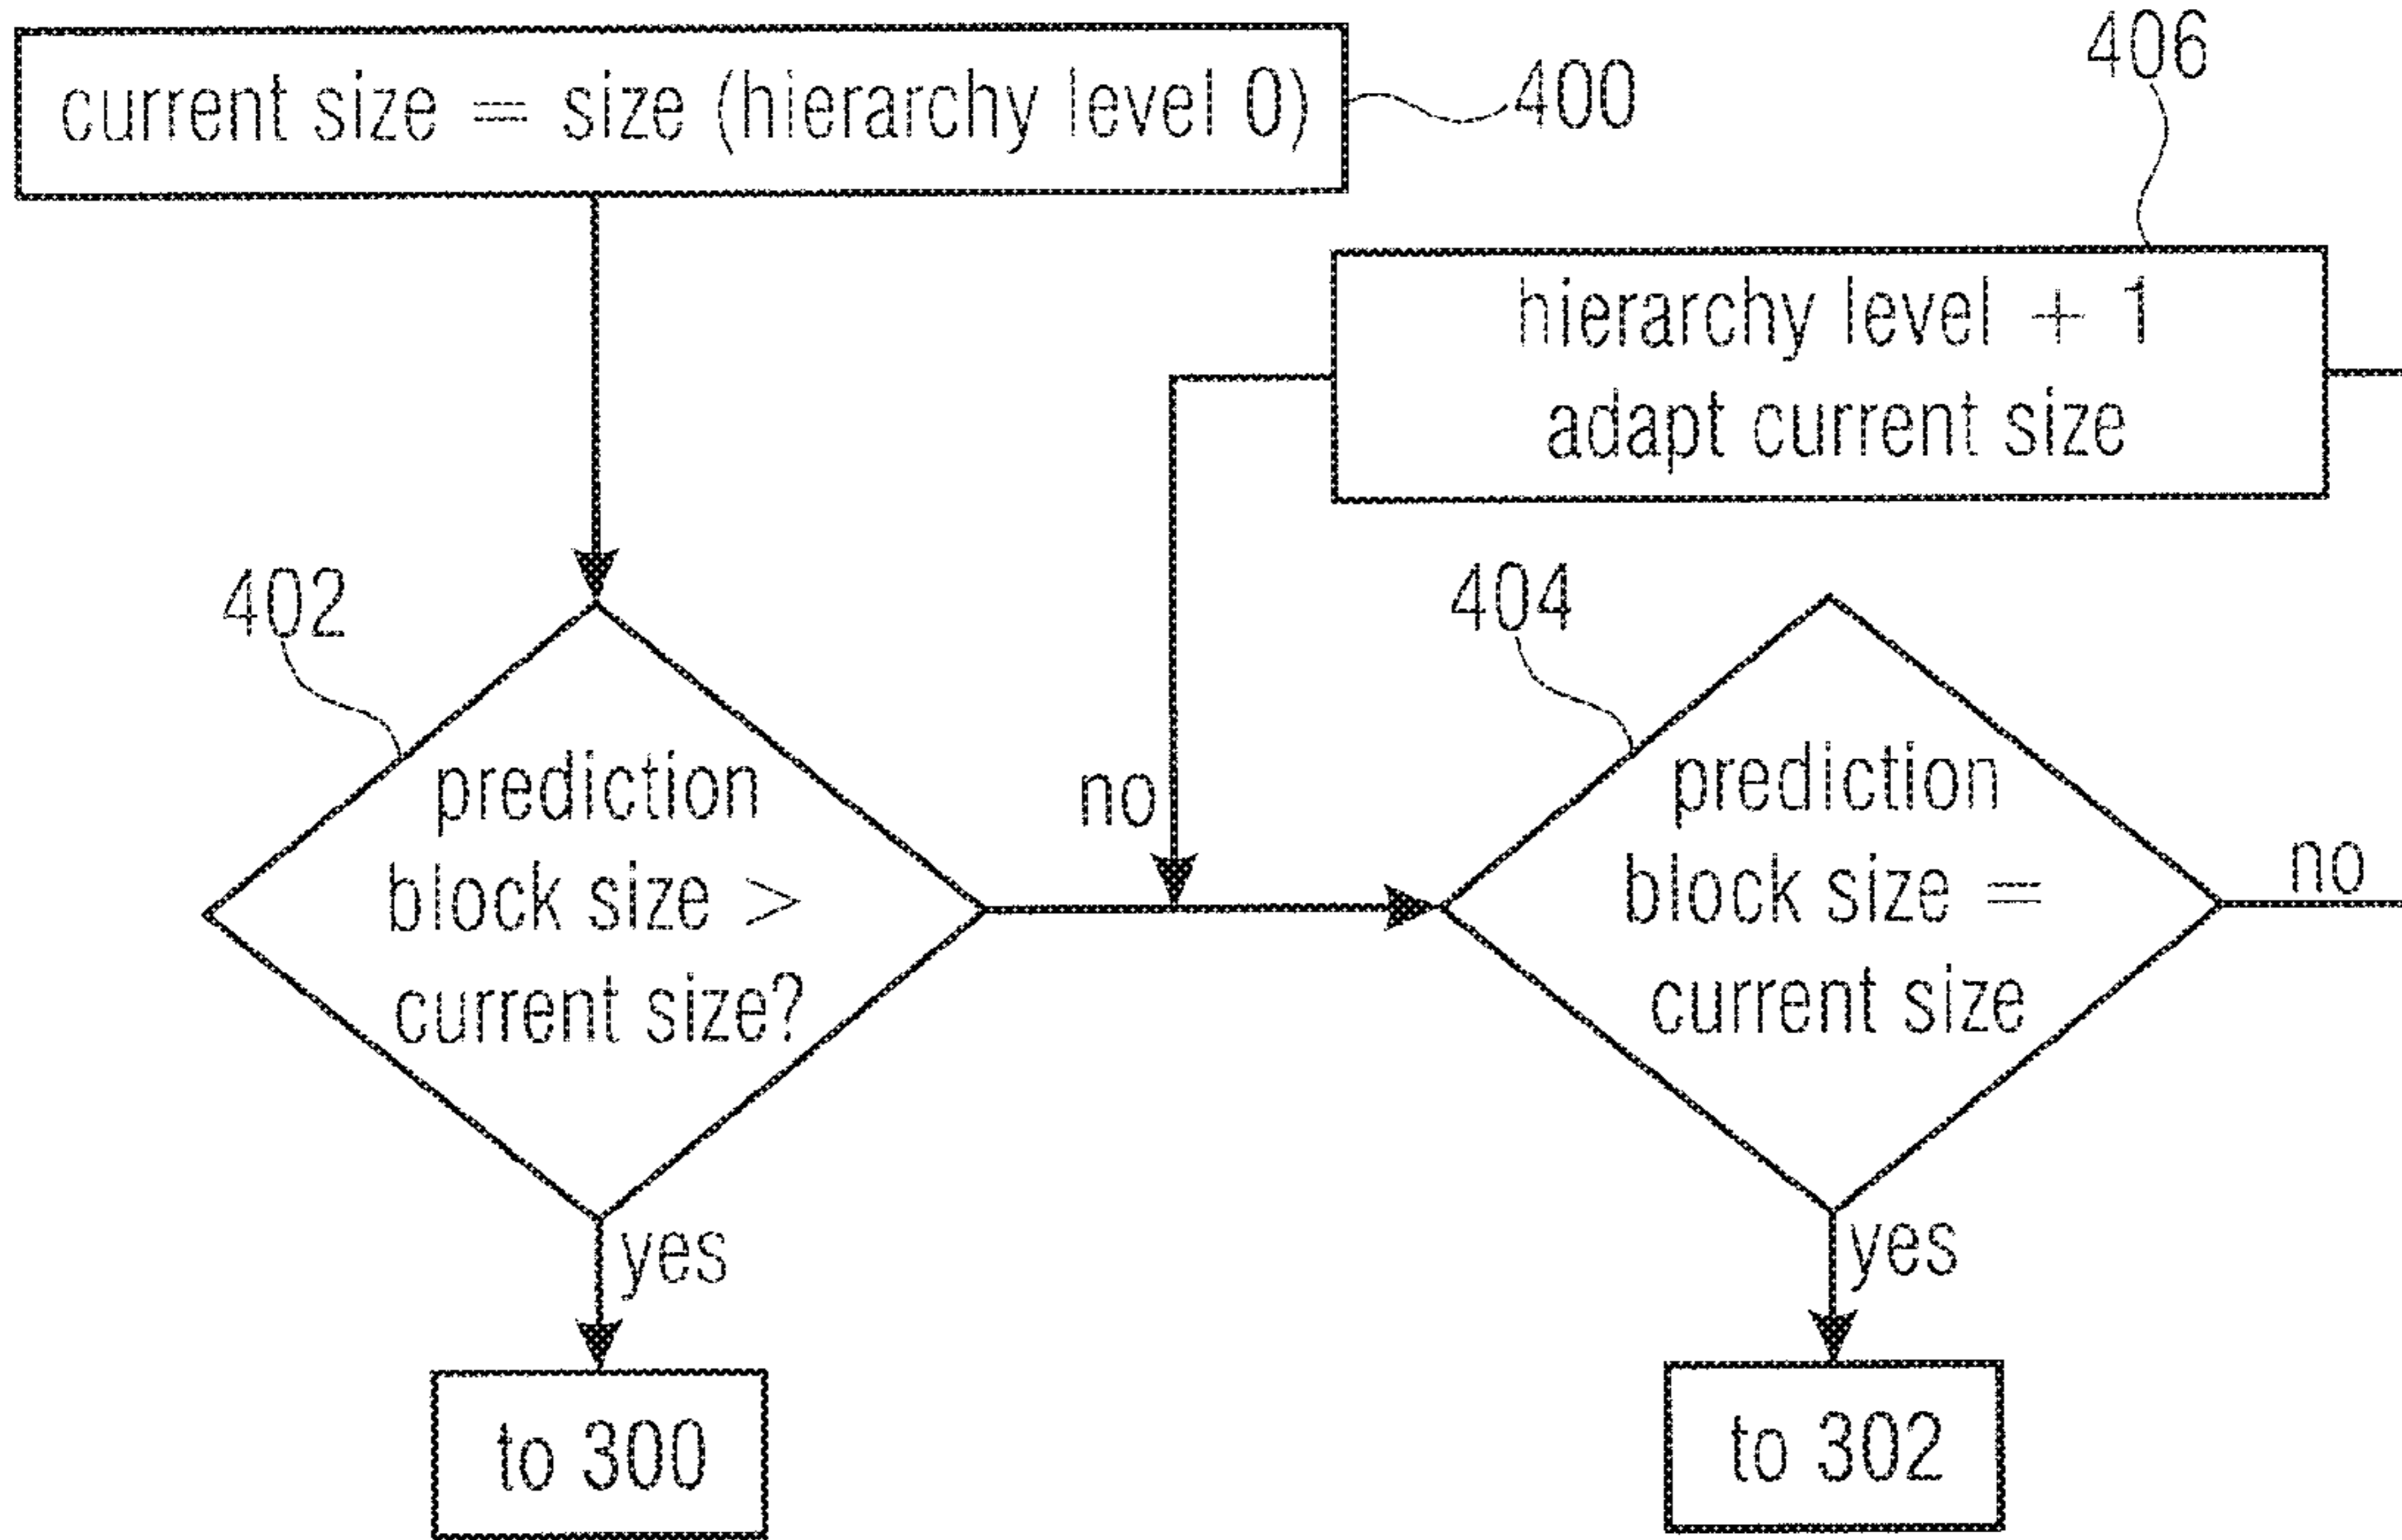 current size = size (hierarchy level 0)
400
406
hierarchy level + 1
adapt current size
402
prediction
block size >
current size?
no
404
prediction
block size =
current size
no
yes
to 300
yes
to 302